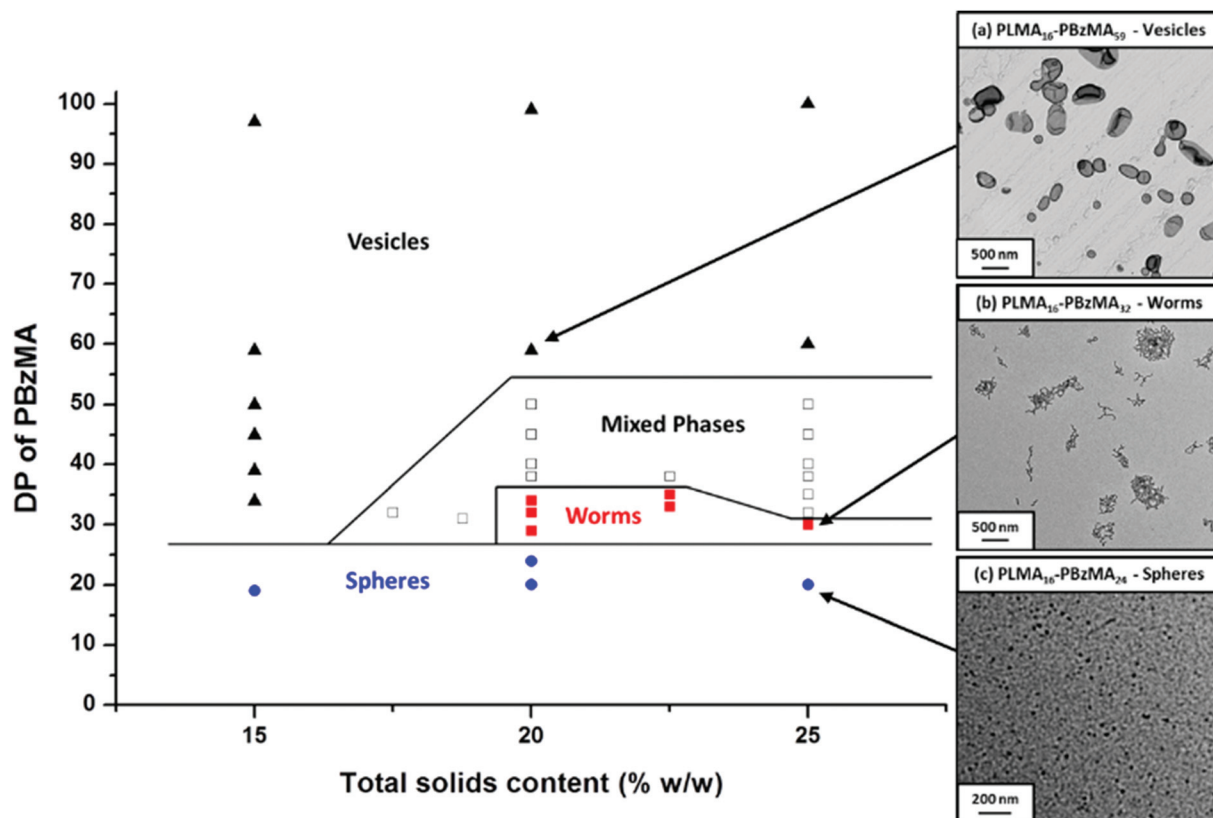 DP of PBzMA
100
90
80
70
60
50
40
30
20
10
0
15
20
25
Total solids content (% w/w)
Vesicles
Mixed Phases
Worms
Spheres
(a) PLMA₁₆-PBzMA₅₉ - Vesicles
500 nm
(b) PLMA₁₆-PBzMA₃₂ - Worms
500 nm
(c) PLMA₁₆-PBzMA₂₄ - Spheres
200 nm